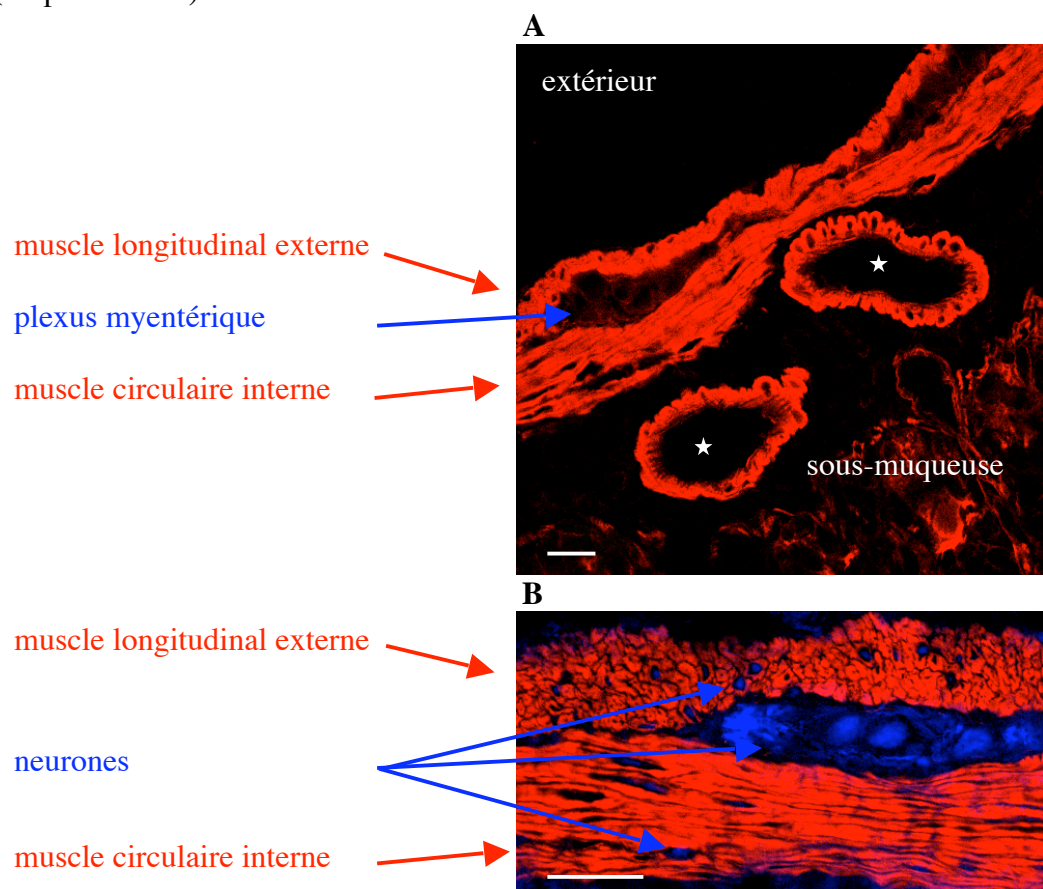 A
extérieur
muscle longitudinal externe
plexus myentérique
muscle circulaire interne
sous-muqueuse
B
muscle longitudinal externe
neurones
muscle circulaire interne